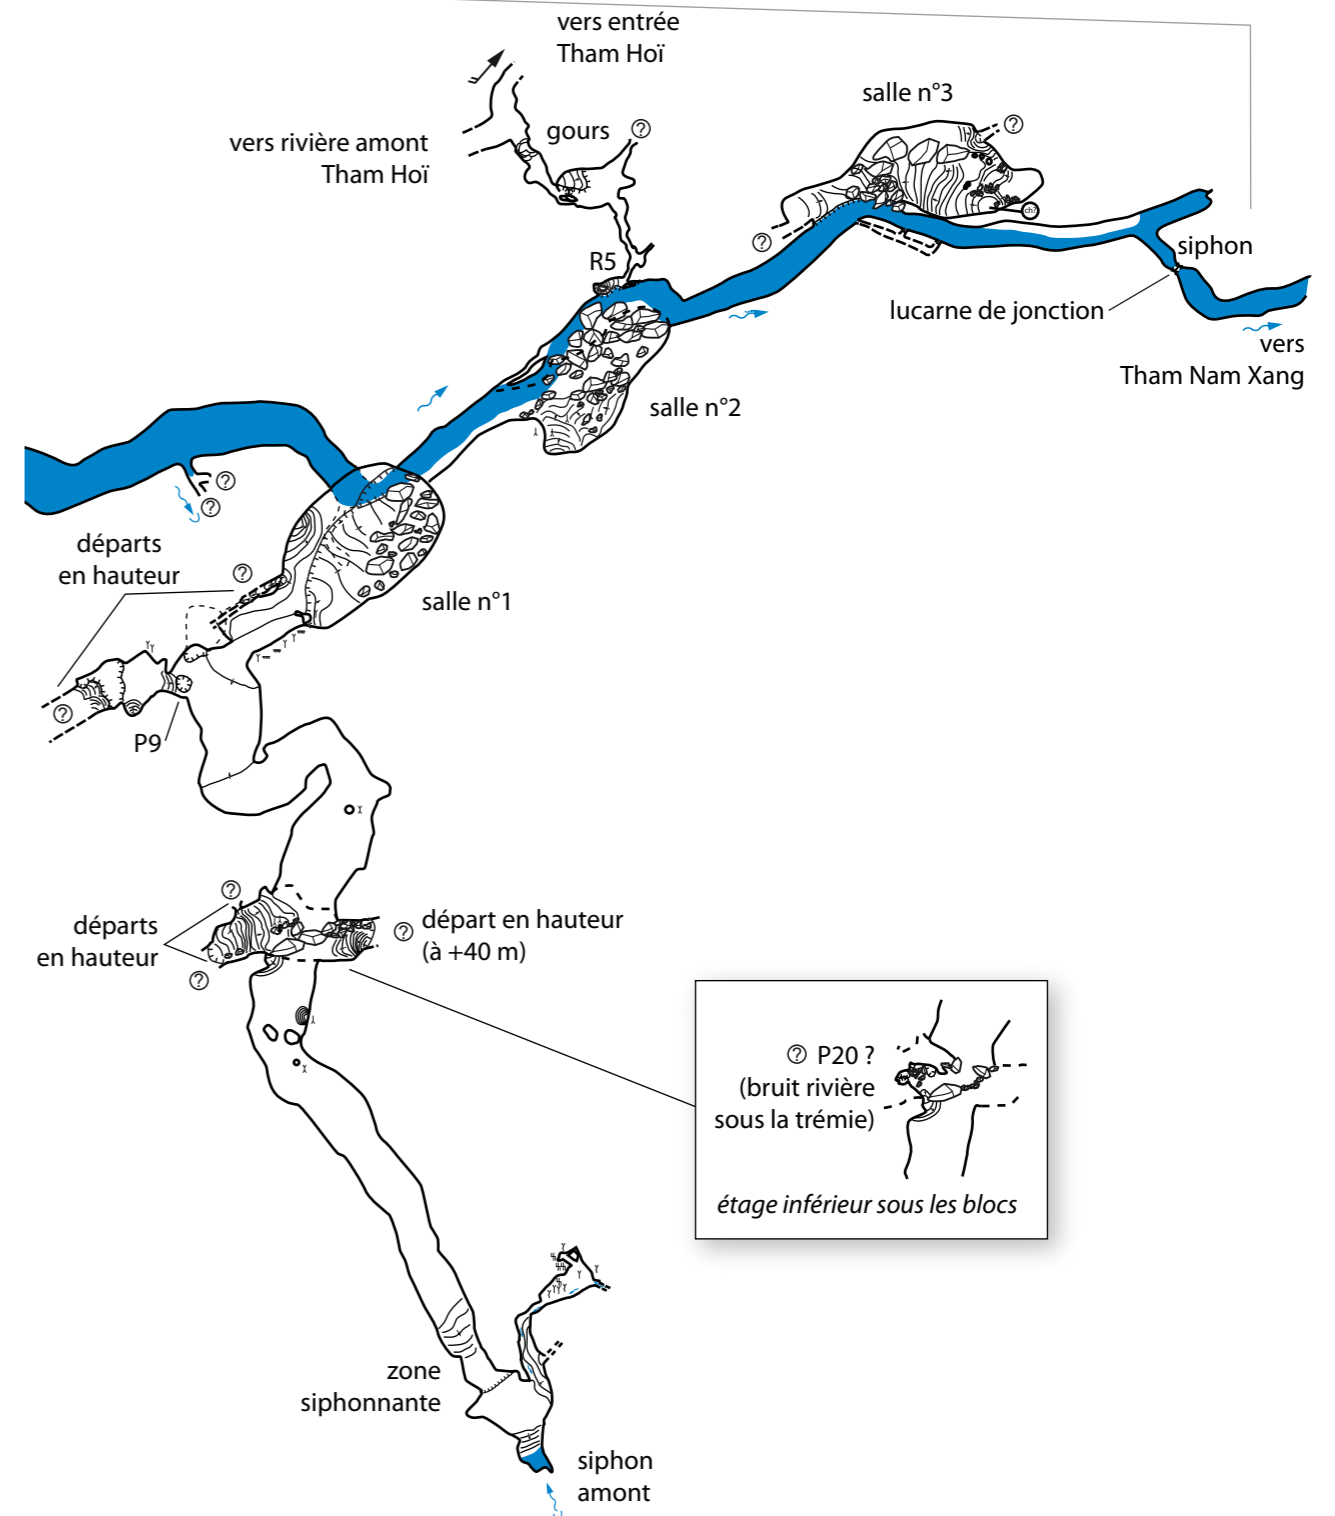 vers entrée
Tham Hoï
salle n°3
?
gours
?
vers rivière amont
Tham Hoï
ch?
?
siphon
R5
lucarne de jonction
vers
Tham Nam Xang
salle n°2
?
?
départs
en hauteur
?
salle n°1
?
P9
?
départs
en hauteur
?
départ en hauteur
(à +40 m)
?
? P20 ?
(bruit rivière
sous la trémie)
étage inférieur sous les blocs
zone
siphonnante
siphon
amont